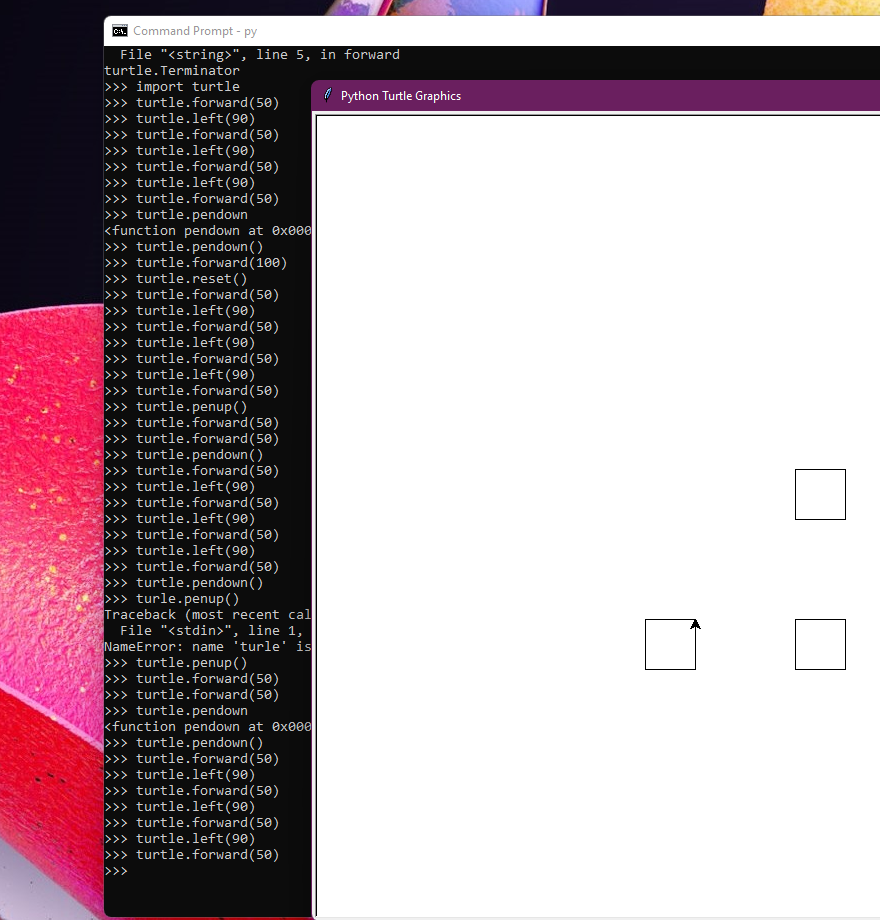 Command Prompt - py
File "<string>", line 5, in forward
turtle.Terminator
>>> import turtle
>>> turtle.forward(50)
>>> turtle.left(90)
>>> turtle.forward(50)
>>> turtle.left(90)
>>> turtle.forward(50)
>>> turtle.left(90)
>>> turtle.forward(50)
>>> turtle.pendown
<function pendown at 0x000
>>> turtle.pendown()
>>> turtle.forward(100)
>>> turtle.reset()
>>> turtle.forward(50)
>>> turtle.left(90)
>>> turtle.forward(50)
>>> turtle.left(90)
>>> turtle.forward(50)
>>> turtle.left(90)
>>> turtle.forward(50)
>>> turtle.penup()
>>> turtle.forward(50)
>>> turtle.forward(50)
>>> turtle.pendown()
>>> turtle.forward(50)
>>> turtle.left(90)
>>> turtle.forward(50)
>>> turtle.left(90)
>>> turtle.forward(50)
>>> turtle.left(90)
>>> turtle.forward(50)
>>> turtle.pendown()
>>> turle.penup()
Traceback (most recent cal
File "<stdin>", line 1,
NameError: name 'turle' is
>>> turtle.penup()
>>> turtle.forward(50)
>>> turtle.forward(50)
>>> turtle.pendown
<function pendown at 0x000
>>> turtle.pendown()
>>> turtle.forward(50)
>>> turtle.left(90)
>>> turtle.forward(50)
>>> turtle.left(90)
>>> turtle.forward(50)
>>> turtle.left(90)
>>> turtle.forward(50)
>>>
Python Turtle Graphics